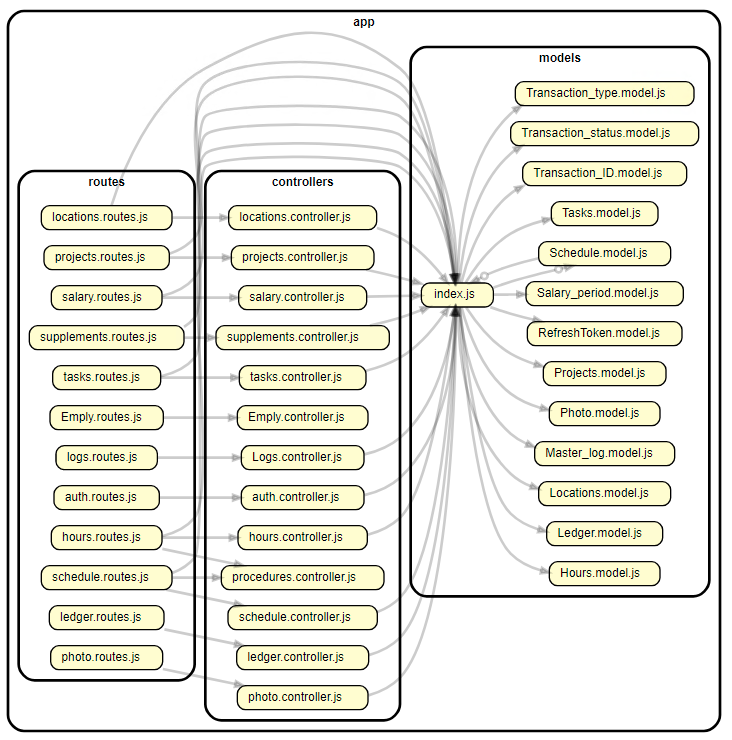 app
routes
locations.routes.js
projects.routes.js
salary.routes.js
supplements.routes.js
tasks.routes.js
Emply.routes.js
logs.routes.js
auth.routes.js
hours.routes.js
schedule.routes.js
ledger.routes.js
photo.routes.js
controllers
locations.controller.js
projects.controller.js
salary.controller.js
supplements.controller.js
tasks.controller.js
Emply.controller.js
Logs.controller.js
auth.controller.js
hours.controller.js
procedures.controller.js
schedule.controller.js
ledger.controller.js
photo.controller.js
models
index.js
Transaction_type.model.js
Transaction_status.model.js
Transaction_ID.model.js
Tasks.model.js
Schedule.model.js
Salary_period.model.js
RefreshToken.model.js
Projects.model.js
Photo.model.js
Master_log.model.js
Locations.model.js
Ledger.model.js
Hours.model.js